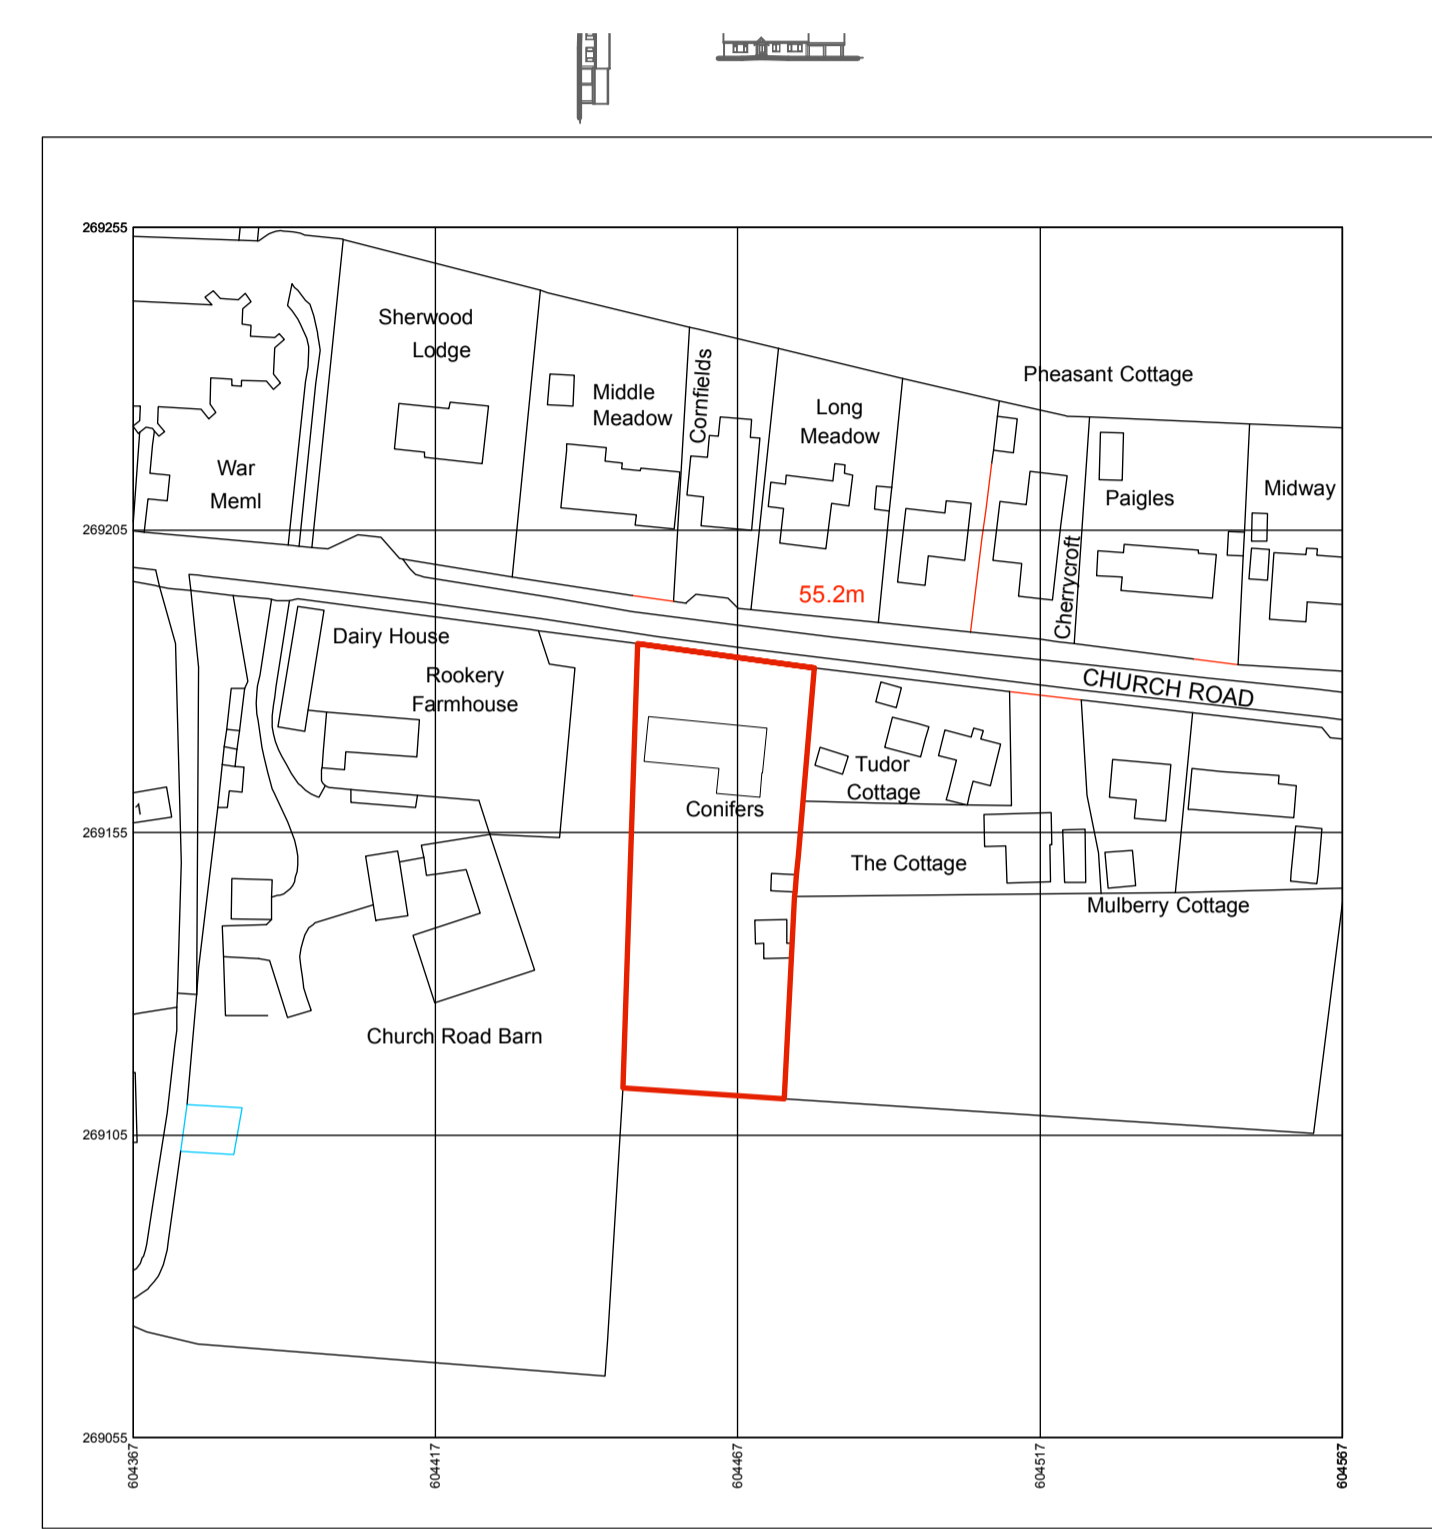 269255
Sherwood
Lodge
Pheasant Cottage
Middle
Meadow
Cornfields
Long
Meadow
War
Meml
Paigles
Midway
269205
Cherrycroft
55.2m
Dairy House
Rookery
Farmhouse
CHURCH ROAD
Tudor
Cottage
Conifers
1
269155
The Cottage
Mulberry Cottage
Church Road Barn
269105
269055
604367
604417
604467
604517
604567